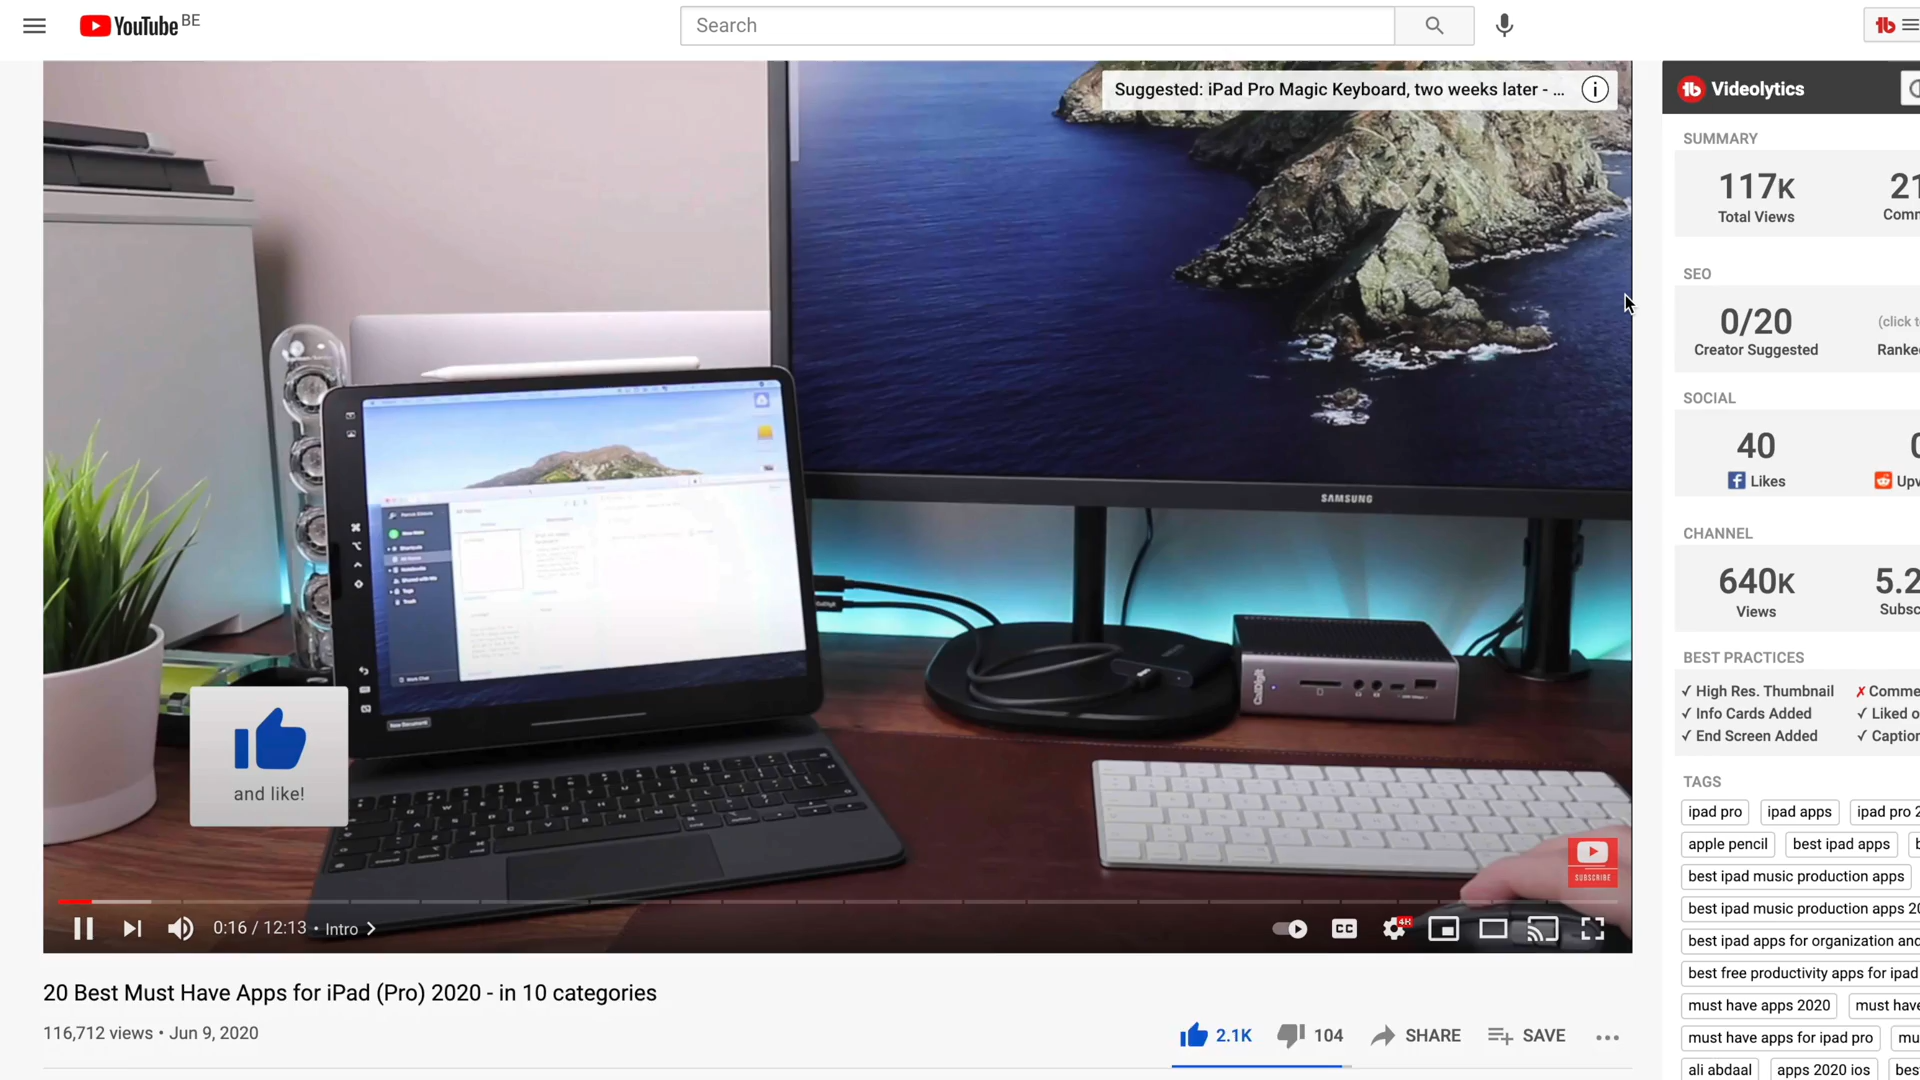 YouTube BE
Search
Suggested: iPad Pro Magic Keyboard, two weeks later - ...
SAMSUNG
CalDigit
and like!
SUBSCRIBE
0:16 / 12:13 • Intro
CC
20 Best Must Have Apps for iPad (Pro) 2020 - in 10 categories
116,712 views • Jun 9, 2020
2.1K
104
SHARE
SAVE
Videolytics
SUMMARY
117K
21
Total Views
Comm
SEO
0/20
(click t
Creator Suggested
Ranke
SOCIAL
40
Likes
Upv
CHANNEL
640K
5.2
Views
Subsc
BEST PRACTICES
✓ High Res. Thumbnail
✗ Comme
✓ Info Cards Added
✓ Liked o
✓ End Screen Added
✓ Captio
TAGS
ipad pro
ipad apps
ipad pro 2
apple pencil
best ipad apps
best ipad music production apps
best ipad music production apps 20
best ipad apps for organization and
best free productivity apps for ipad
must have apps 2020
must have
must have apps for ipad pro
mu
ali abdaal
apps 2020 ios
bes